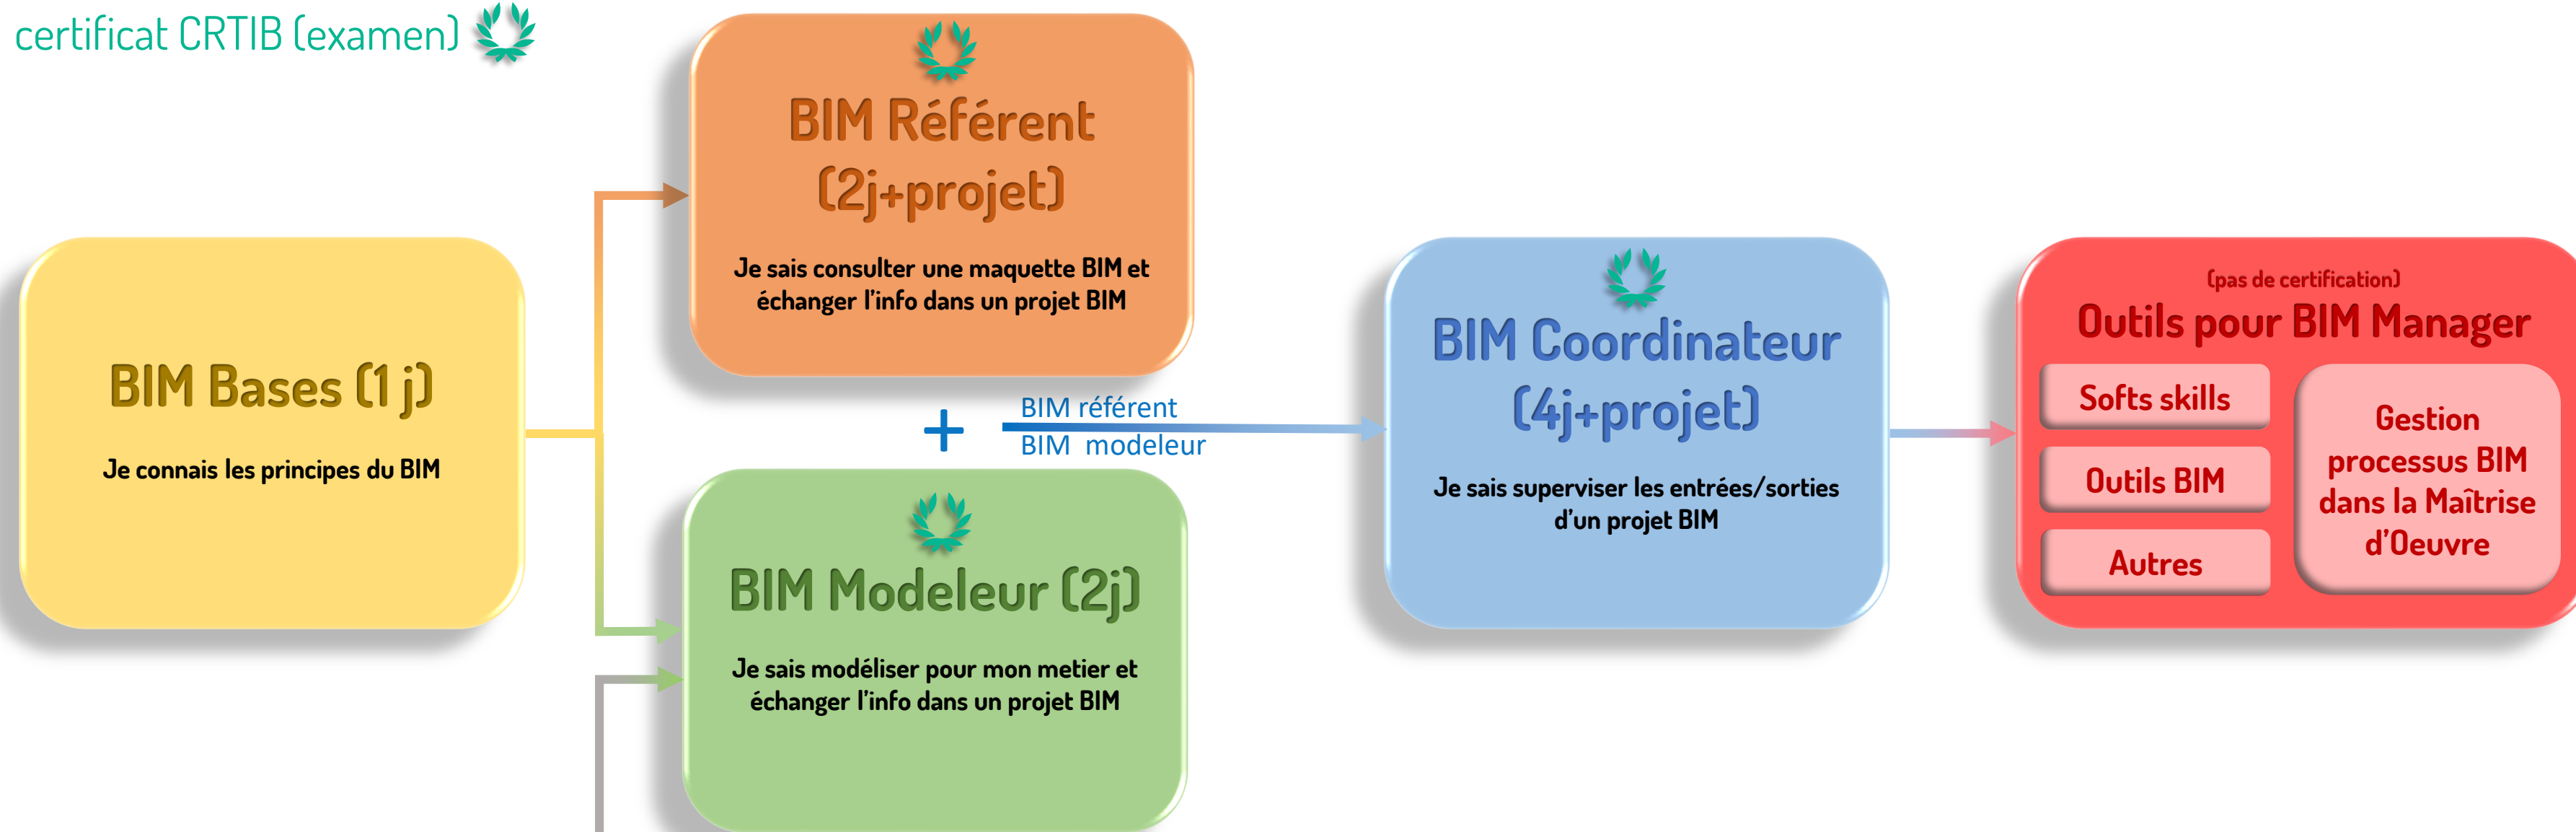 certificat CRTIB (examen)
BIM Référent
(2j+projet)
Je sais consulter une maquette BIM et
échanger l'info dans un projet BIM
BIM Bases (1 j)
Je connais les principes du BIM
+
BIM référent
BIM modeleur
BIM Modeleur (2j)
Je sais modéliser pour mon metier et
échanger l'info dans un projet BIM
BIM Coordinateur
(4j+projet)
Je sais superviser les entrées/sorties
d'un projet BIM
(pas de certification)
Outils pour BIM Manager
Softs skills
Outils BIM
Autres
Gestion
processus BIM
dans la Maîtrise
d'Oeuvre